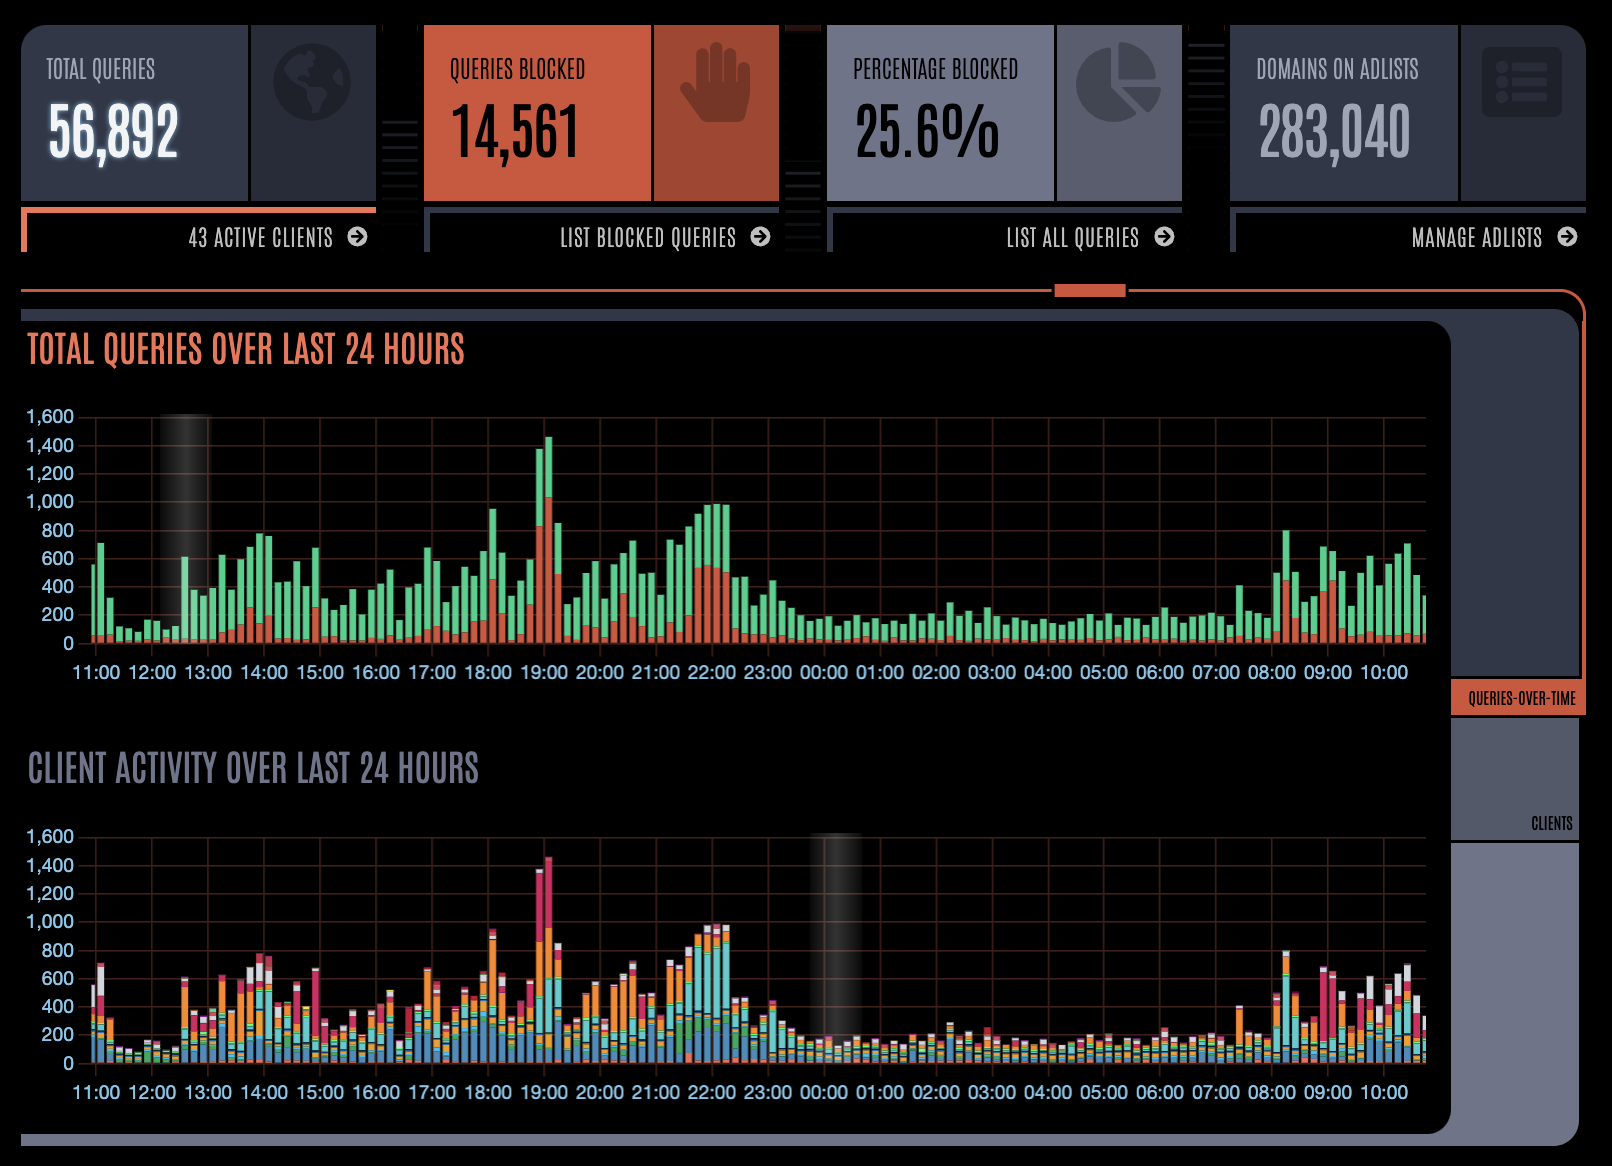 TOTAL QUERIES
56,892
43 ACTIVE CLIENTS
QUERIES BLOCKED
14,561
LIST BLOCKED QUERIES
PERCENTAGE BLOCKED
25.6%
LIST ALL QUERIES
DOMAINS ON ADLISTS
283,040
MANAGE ADLISTS
TOTAL QUERIES OVER LAST 24 HOURS
1,600
1,400
1,200
1,000
800
600
400
200
0
11:00 12:00 13:00 14:00 15:00 16:00 17:00 18:00 19:00 20:00 21:00 22:00 23:00 00:00 01:00 02:00 03:00 04:00 05:00 06:00 07:00 08:00 09:00 10:00
QUERIES-OVER-TIME
CLIENT ACTIVITY OVER LAST 24 HOURS
CLIENTS
1,600
1,400
1,200
1,000
800
600
400
200
0
11:00 12:00 13:00 14:00 15:00 16:00 17:00 18:00 19:00 20:00 21:00 22:00 23:00 00:00 01:00 02:00 03:00 04:00 05:00 06:00 07:00 08:00 09:00 10:00